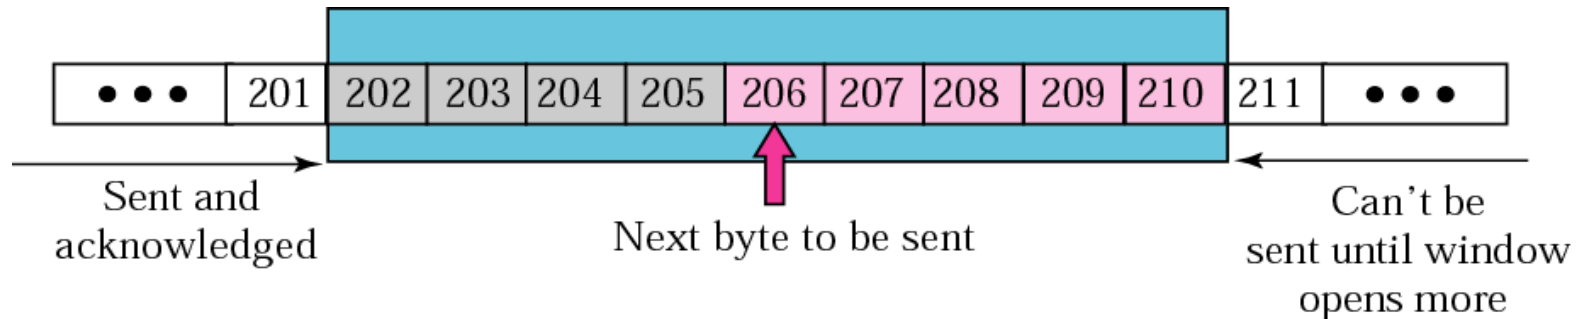 ••• 201 202 203 204 205 206 207 208 209 210 211 •••
Sent and
acknowledged
Next byte to be sent
Can’t be
sent until window
opens more